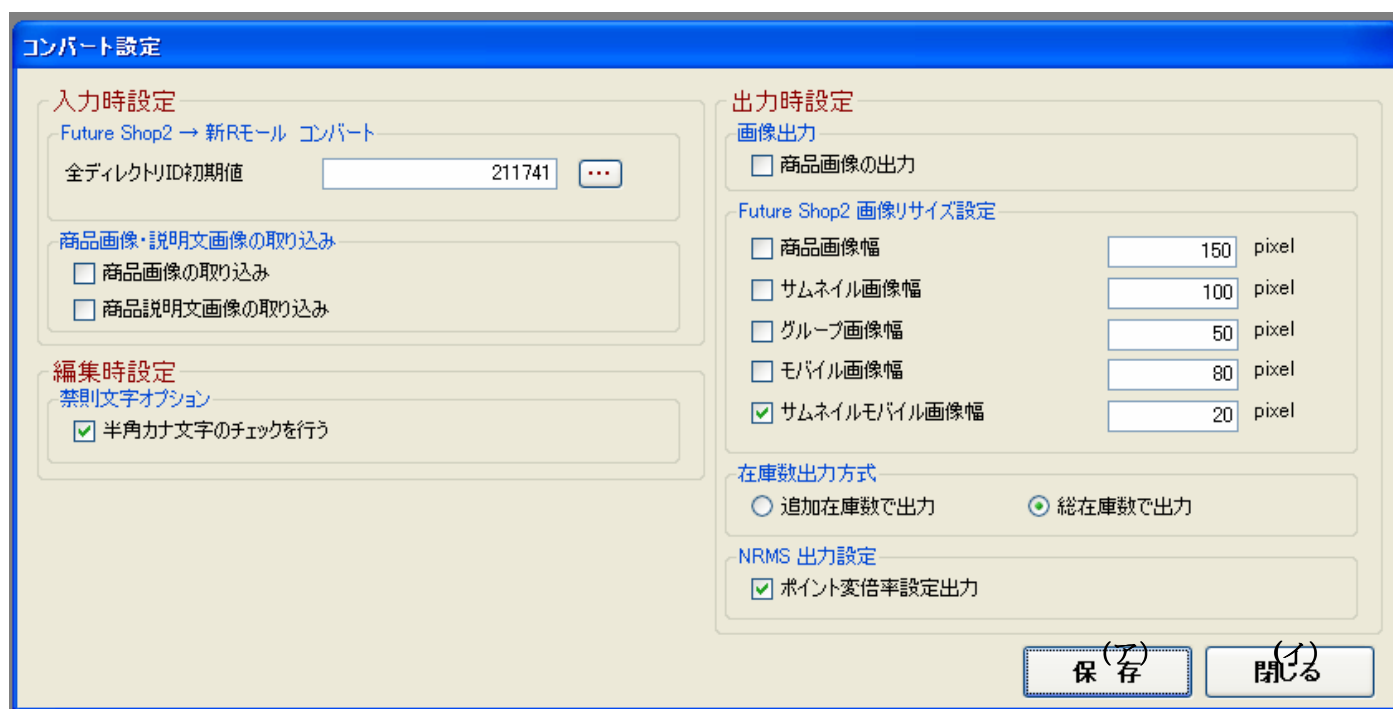 コンバート設定
入力時設定
Future Shop2 → 新Rモール コンバート
全ディレクトリID初期値 211741 ...
商品画像・説明文画像の取り込み
商品画像の取り込み
商品説明文画像の取り込み
編集時設定
禁則文字オプション
半角カナ文字のチェックを行う
出力時設定
画像出力
商品画像の出力
Future Shop2 画像リサイズ設定
商品画像幅 150 pixel
サムネイル画像幅 100 pixel
グループ画像幅 50 pixel
モバイル画像幅 80 pixel
サムネイルモバイル画像幅 20 pixel
在庫数出力方式
追加在庫数で出力 総在庫数で出力
NRMS 出力設定
ポイント変倍率設定出力
(ア) (イ)
保 存 閉じる